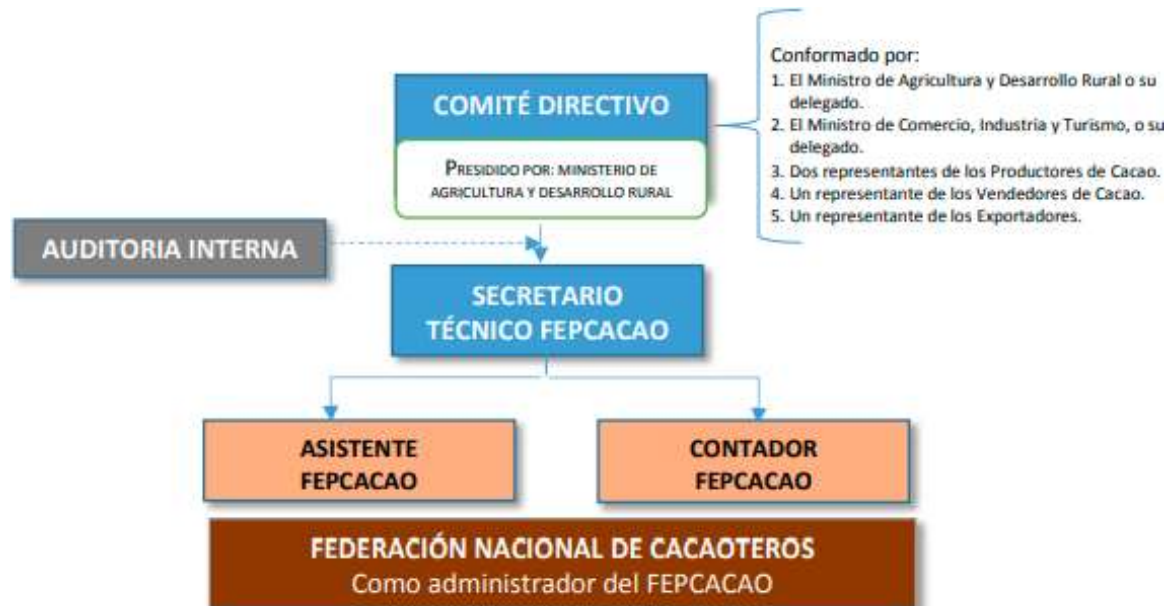 COMITÉ DIRECTIVO
PRESIDIDO POR: MINISTERIO DE
AGRICULTURA Y DESARROLLO RURAL
Conformado por:
1. El Ministro de Agricultura y Desarrollo Rural o su
delegado.
2. El Ministro de Comercio, Industria y Turismo, o su
delegado.
3. Dos representantes de los Productores de Cacao.
4. Un representante de los Vendedores de Cacao.
5. Un representante de los Exportadores.
AUDITORIA INTERNA
SECRETARIO
TÉCNICO FEPCACAO
ASISTENTE
FEPCACAO
CONTADOR
FEPCACAO
FEDERACIÓN NACIONAL DE CACAOTEROS
Como administrador del FEPCACAO